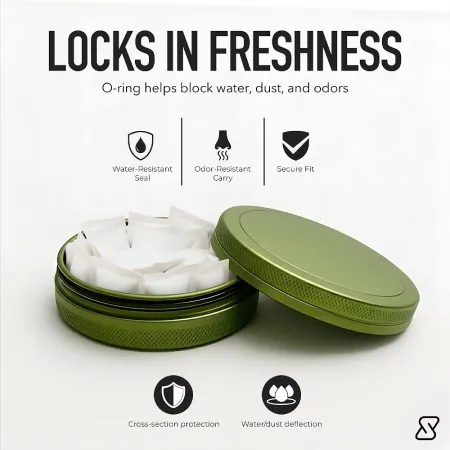 LOCKS IN FRESHNESS
O-ring helps block water, dust, and odors
Water-Resistant
Seal
Odor-Resistant
Carry
Secure Fit
Cross-section protection
Water/dust deflection